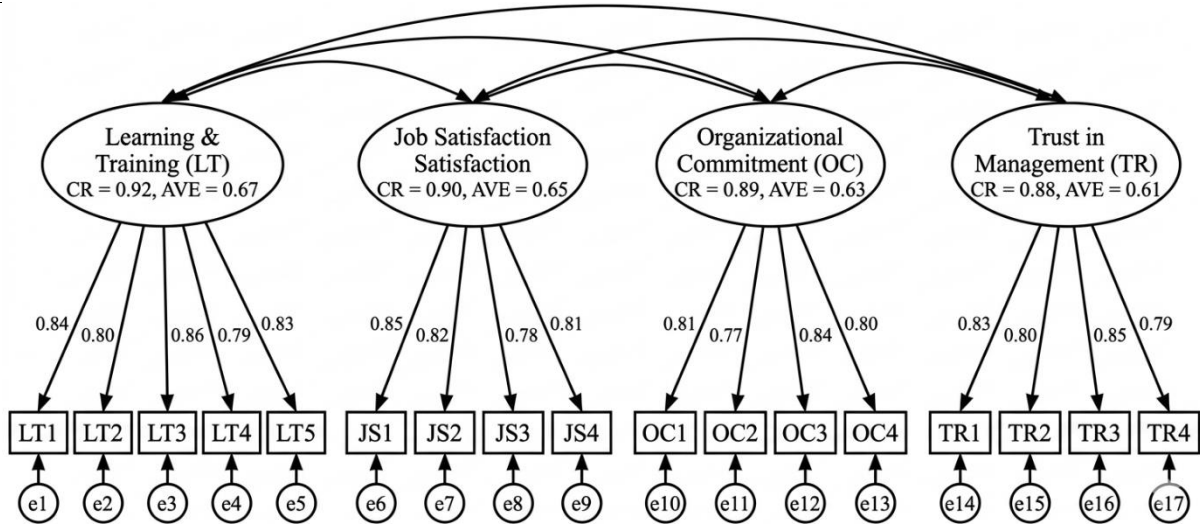 Learning &
Training (LT)
CR = 0.92, AVE = 0.67
Job Satisfaction
Satisfaction
CR = 0.90, AVE = 0.65
Organizational
Commitment (OC)
CR = 0.89, AVE = 0.63
Trust in
Management (TR)
CR = 0.88, AVE = 0.61
0.84
0.80
0.86
0.79
0.83
0.85
0.82
0.78
0.81
0.81
0.77
0.84
0.80
0.83
0.80
0.85
0.79
LT1
LT2
LT3
LT4
LT5
JS1
JS2
JS3
JS4
OC1
OC2
OC3
OC4
TR1
TR2
TR3
TR4
e1
e2
e3
e4
e5
e6
e7
e8
e9
e10
e11
e12
e13
e14
e15
e16
e17